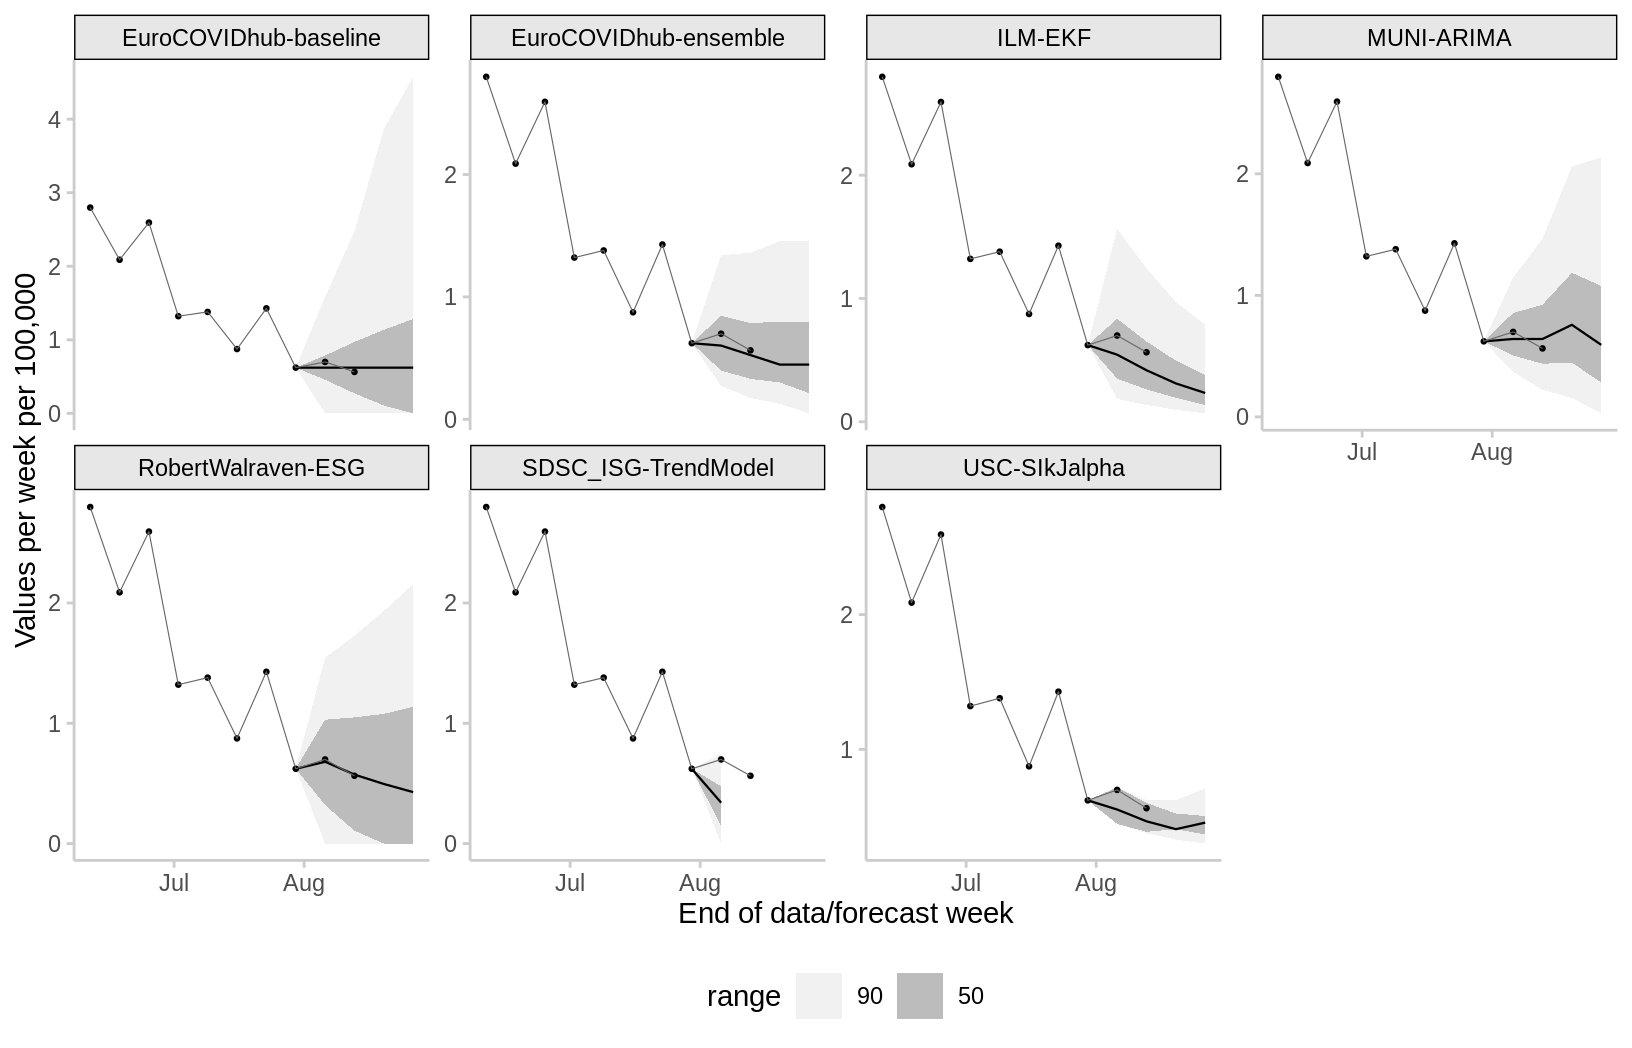 EuroCOVIDhub-baseline
EuroCOVIDhub-ensemble
ILM-EKF
MUNI-ARIMA
4
3
2
1
0
2
1
0
2
1
0
2
1
0
Jul
Aug
Values per week per 100,000
RobertWalraven-ESG
SDSC_ISG-TrendModel
USC-SIkJalpha
2
1
0
2
1
0
2
1
Jul
Aug
Jul
Aug
Jul
Aug
End of data/forecast week
range
90
50